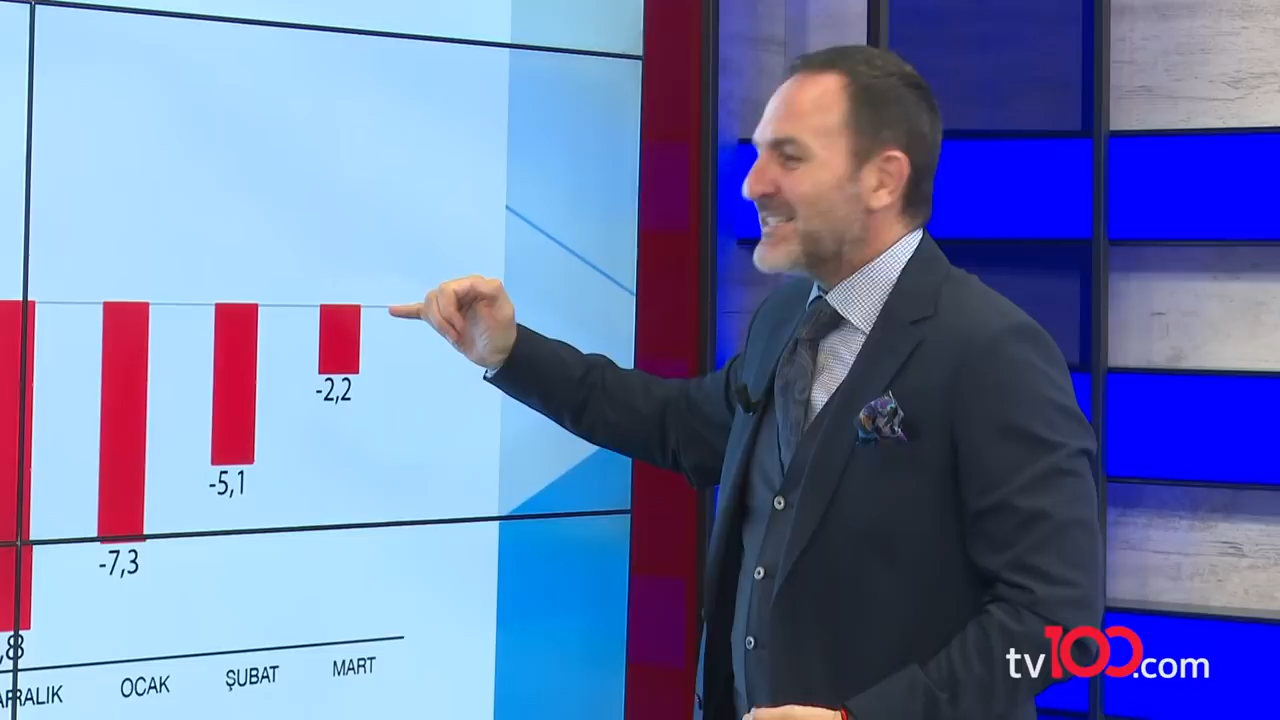 -2,2
-5,1
-7,3
,8
ARALIK
OCAK
ŞUBAT
MART
tv100.com